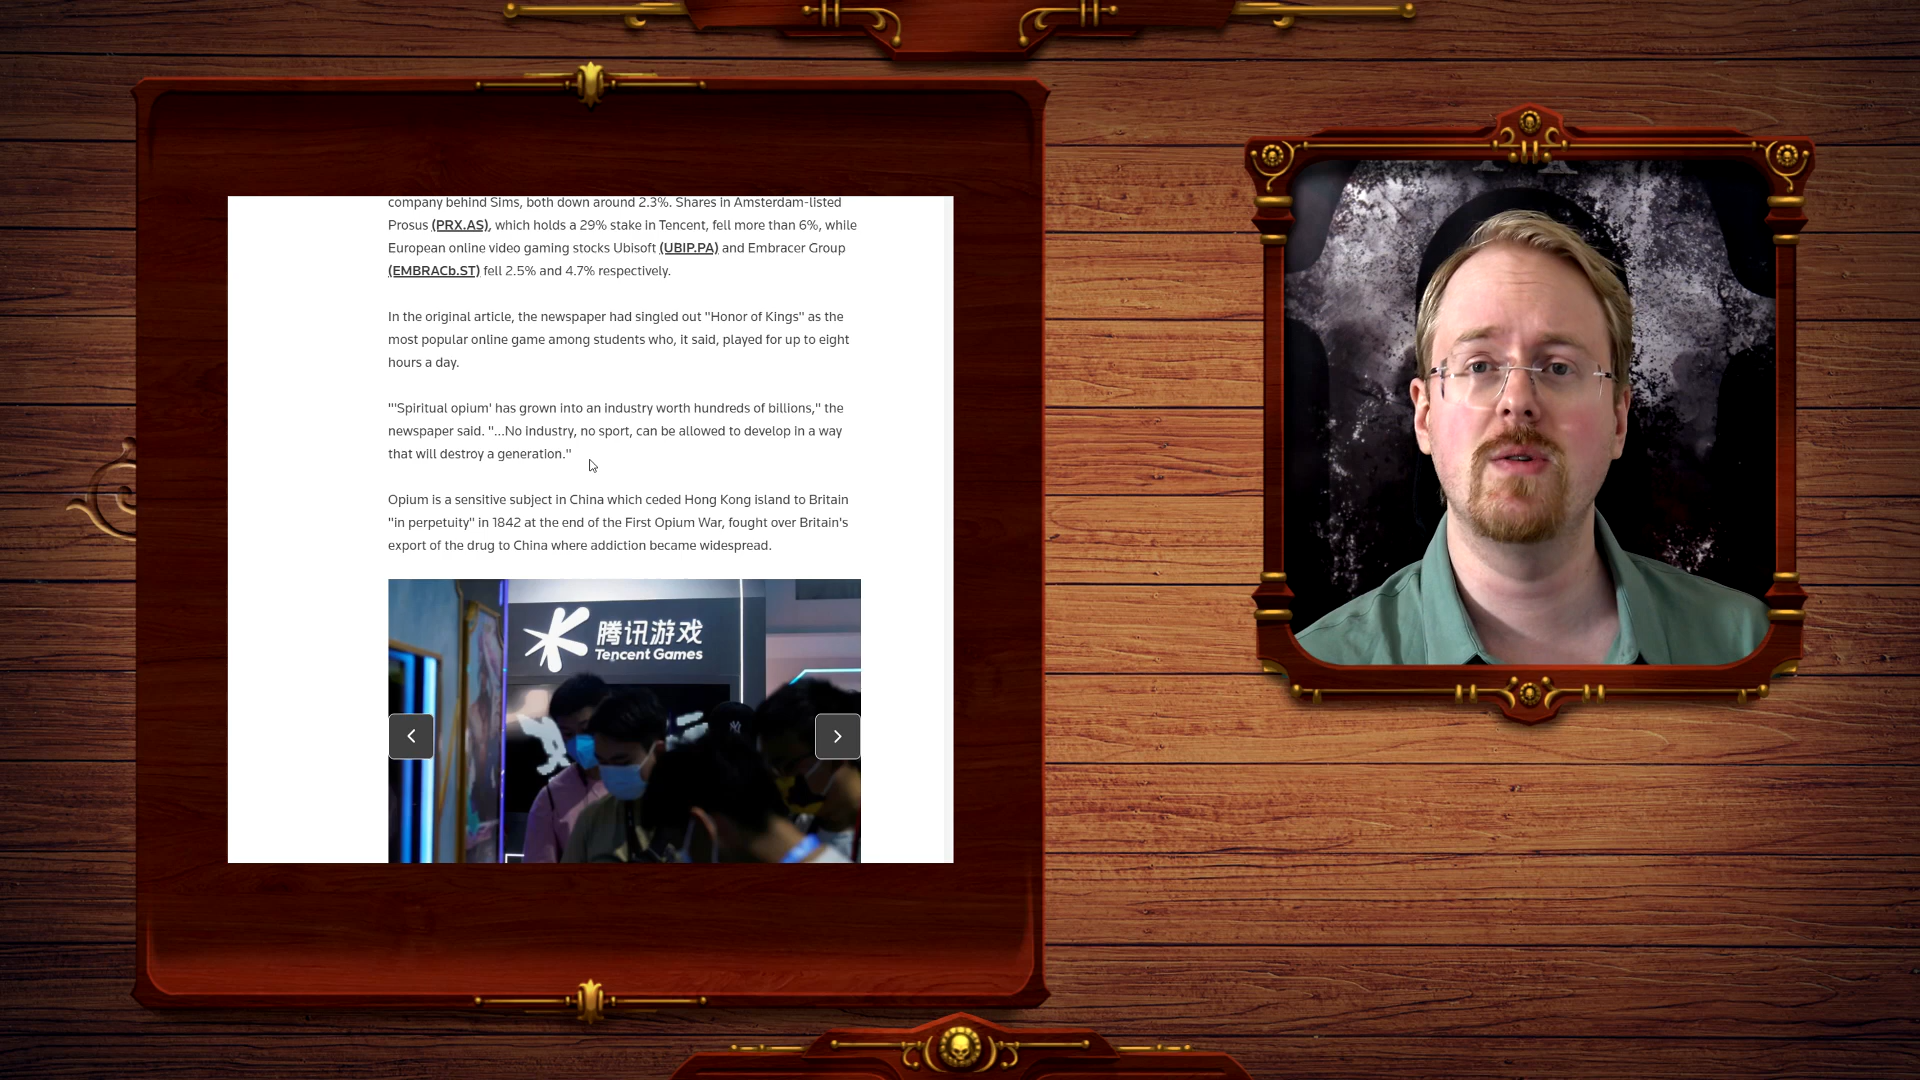 company behind Sims, both down around 2.3%. Shares in Amsterdam-listed
Prosus (PRX.AS), which holds a 29% stake in Tencent, fell more than 6%, while
European online video gaming stocks Ubisoft (UBIP.PA) and Embracer Group
(EMBRACb.ST) fell 2.5% and 4.7% respectively.
In the original article, the newspaper had singled out "Honor of Kings" as the
most popular online game among students who, it said, played for up to eight
hours a day.
"'Spiritual opium' has grown into an industry worth hundreds of billions," the
newspaper said. "...No industry, no sport, can be allowed to develop in a way
that will destroy a generation."
Opium is a sensitive subject in China which ceded Hong Kong island to Britain
"in perpetuity" in 1842 at the end of the First Opium War, fought over Britain's
export of the drug to China where addiction became widespread.
腾讯游戏
Tencent Games